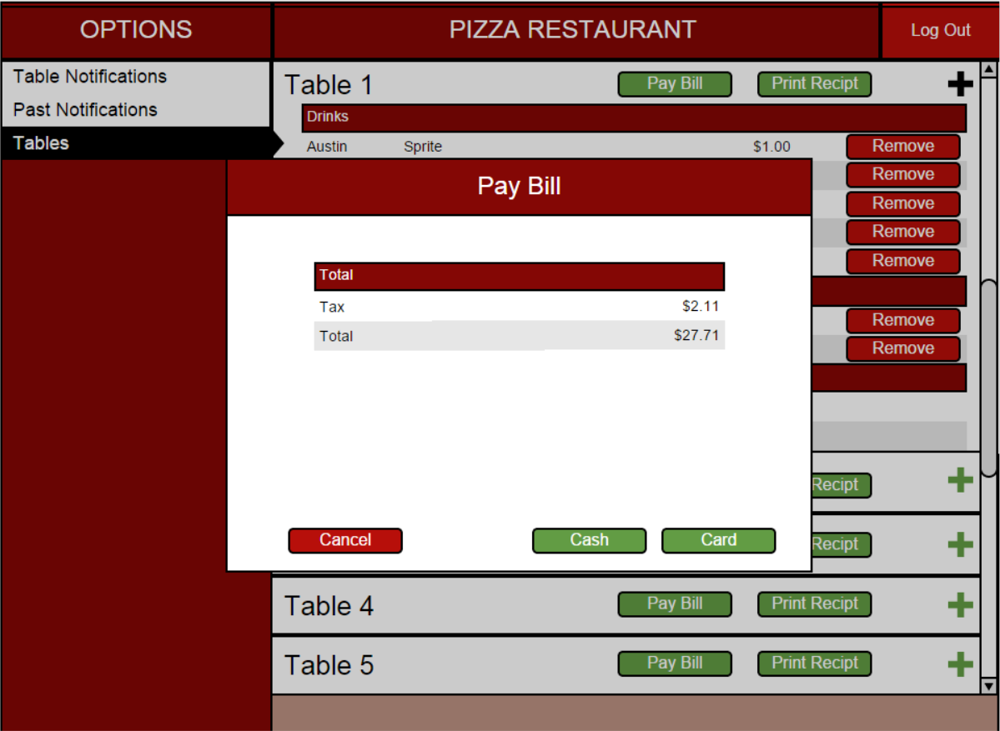 OPTIONS
PIZZA RESTAURANT
Log Out
Table Notifications
Past Notifications
Tables
Table 1
Pay Bill
Print Recipt
Drinks
Austin Sprite $1.00 Remove
Remove
Remove
Remove
Remove
Remove
Remove
Pay Bill
Total
Tax $2.11
Total $27.71
Cancel
Cash
Card
Recipt
Recipt
Table 4
Pay Bill
Print Recipt
Table 5
Pay Bill
Print Recipt